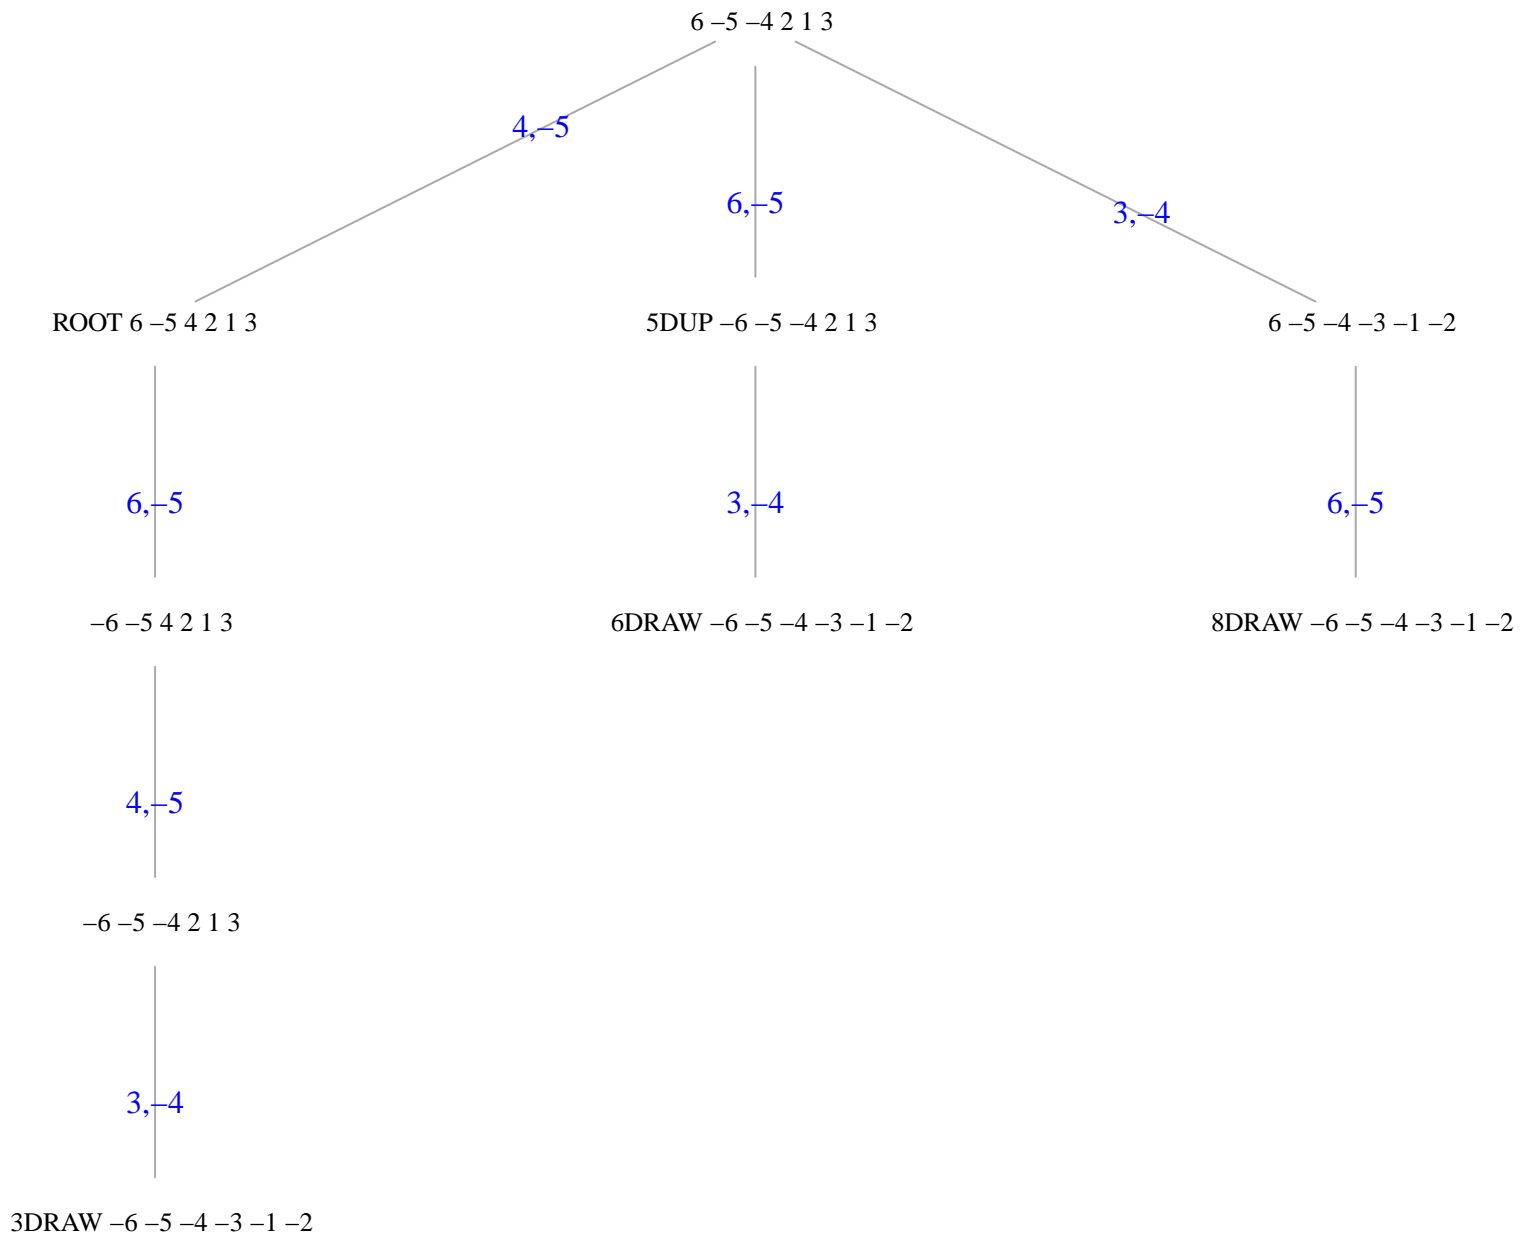 6 –5 –4 2 1 3
4,–5
6,–5
3,–4
ROOT 6 –5 4 2 1 3
5DUP –6 –5 –4 2 1 3
6 –5 –4 –3 –1 –2
6,–5
3,–4
6,–5
–6 –5 4 2 1 3
6DRAW –6 –5 –4 –3 –1 –2
8DRAW –6 –5 –4 –3 –1 –2
4,–5
–6 –5 –4 2 1 3
3,–4
3DRAW –6 –5 –4 –3 –1 –2